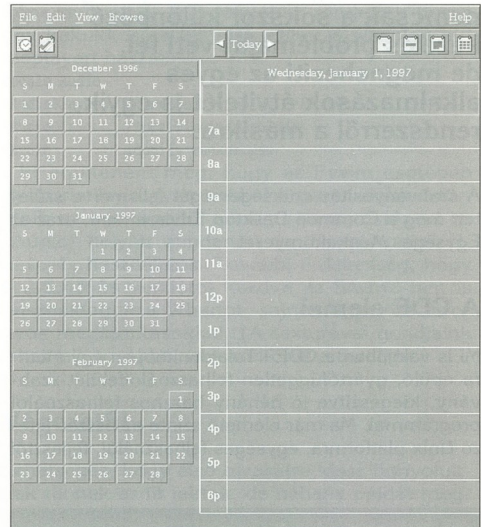 File Edit View Browse Help
Today
December 1996
S M T W T F S
1 2 3 4 5 6 7
8 9 10 11 12 13 14
15 16 17 18 19 20 21
22 23 24 25 26 27 28
29 30 31
January 1997
S M T W T F S
1 2 3 4
5 6 7 8 9 10 11
12 13 14 15 16 17 18
19 20 21 22 23 24 25
26 27 28 29 30 31
February 1997
S M T W T F S
1
2 3 4 5 6 7 8
9 10 11 12 13 14 15
16 17 18 19 20 21 22
23 24 25 26 27 28
Wednesday, January 1, 1997
7a
8a
9a
10a
11a
12p
1p
2p
3p
4p
5p
6p